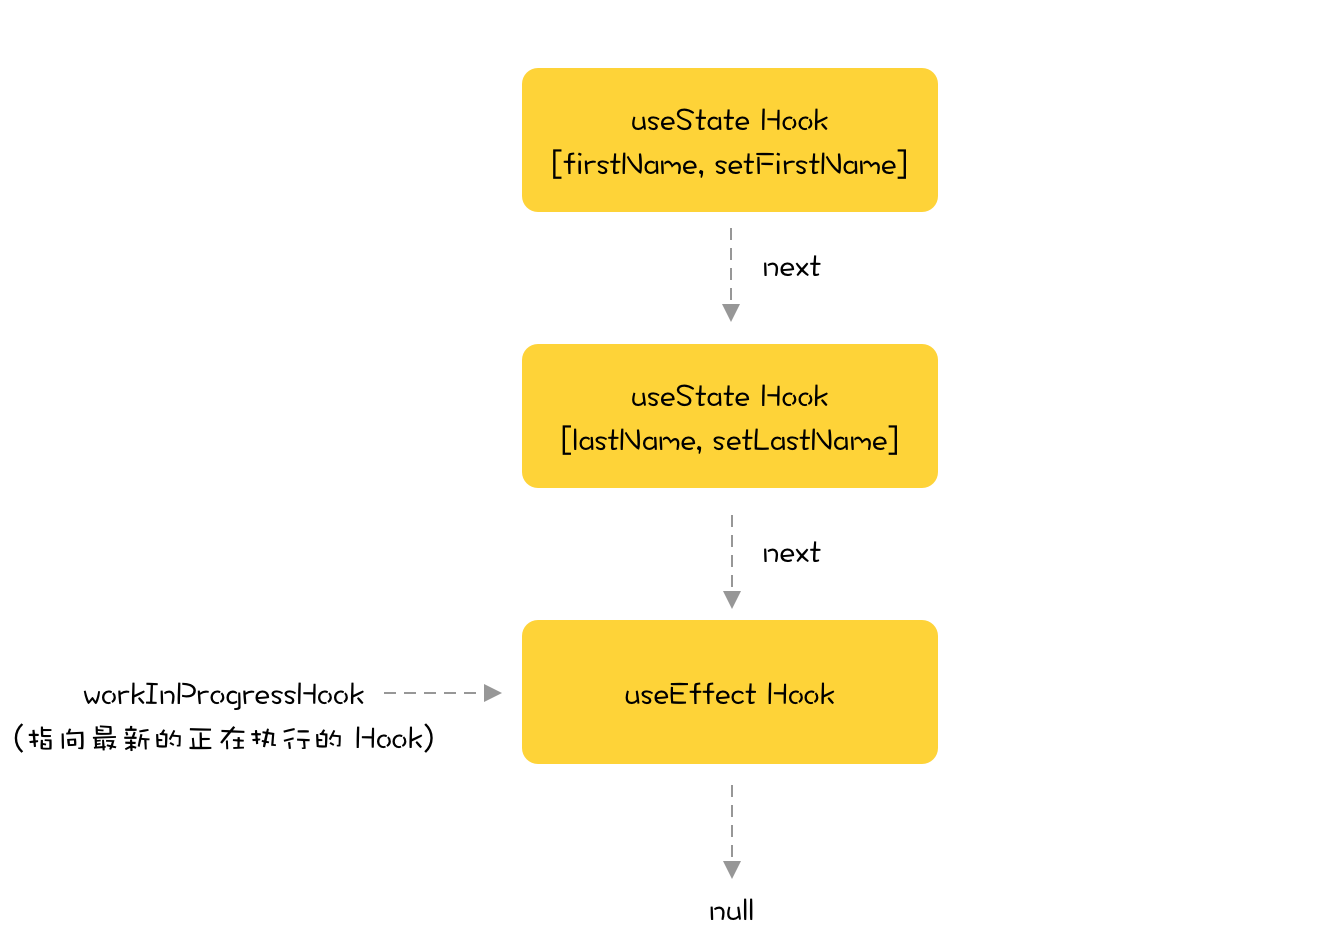 useState Hook
[firstName, setFirstName]
next
useState Hook
[lastName, setLastName]
next
workInProgressHook
(指向最新的正在执行的 Hook)
useEffect Hook
null